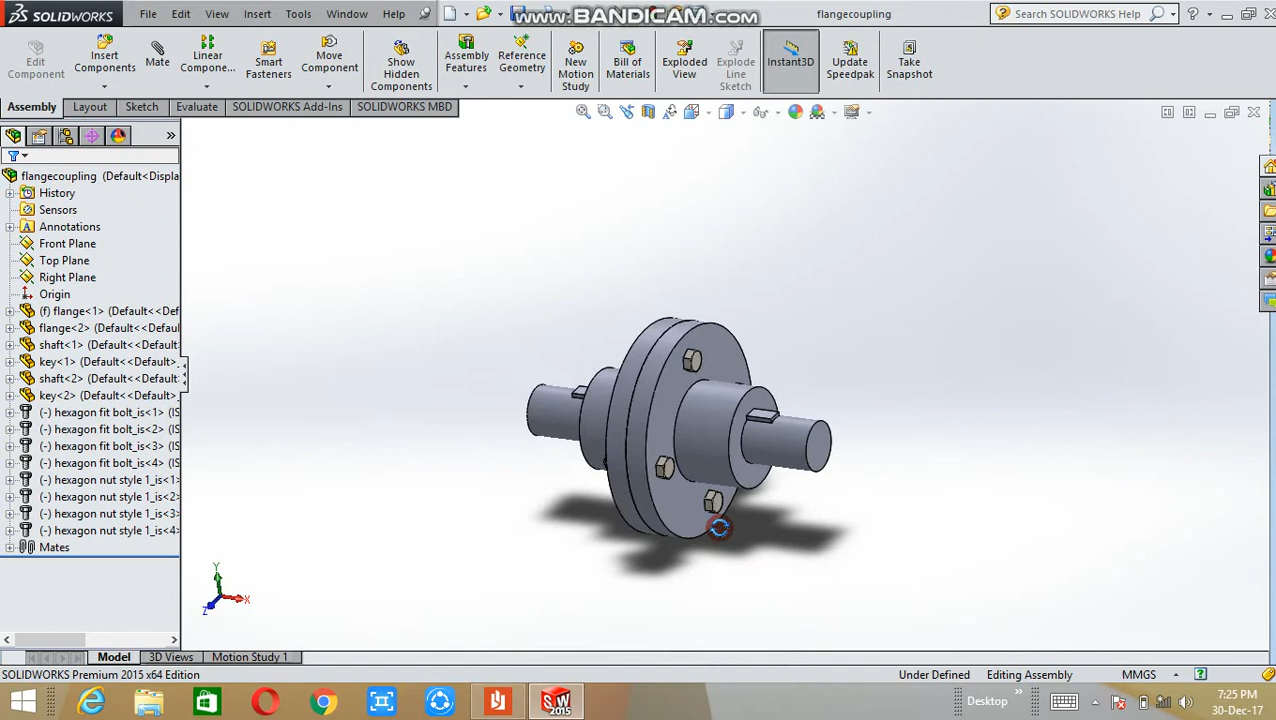 SOLIDWORKS
File
Edit
View
Insert
Tools
Window
Help
www.BANDICAM.com
flangecoupling
Search SOLIDWORKS Help
Edit Component
Insert Components
Mate
Linear Compone...
Smart Fasteners
Move Component
Show Hidden Components
Assembly Features
Reference Geometry
New Motion Study
Bill of Materials
Exploded View
Explode Line Sketch
Instant3D
Update Speedpak
Take Snapshot
Assembly
Layout
Sketch
Evaluate
SOLIDWORKS Add-Ins
SOLIDWORKS MBD
flangecoupling (Default<Displa
History
Sensors
Annotations
Front Plane
Top Plane
Right Plane
Origin
(f) flange<1> (Default<<Def
flange<2> (Default<<Default
shaft<1> (Default<<Default
key<1> (Default<<Default>
shaft<2> (Default<<Default
key<2> (Default<<Default>
(-) hexagon fit bolt_is<1> (IS
(-) hexagon fit bolt_is<2> (IS
(-) hexagon fit bolt_is<3> (IS
(-) hexagon fit bolt_is<4> (IS
(-) hexagon nut style 1_is<1
(-) hexagon nut style 1_is<2
(-) hexagon nut style 1_is<3
(-) hexagon nut style 1_is<4
Mates
Y
X
Z
Model
3D Views
Motion Study 1
SOLIDWORKS Premium 2015 x64 Edition
Under Defined
Editing Assembly
MMGS
Desktop
7:25 PM
30-Dec-17